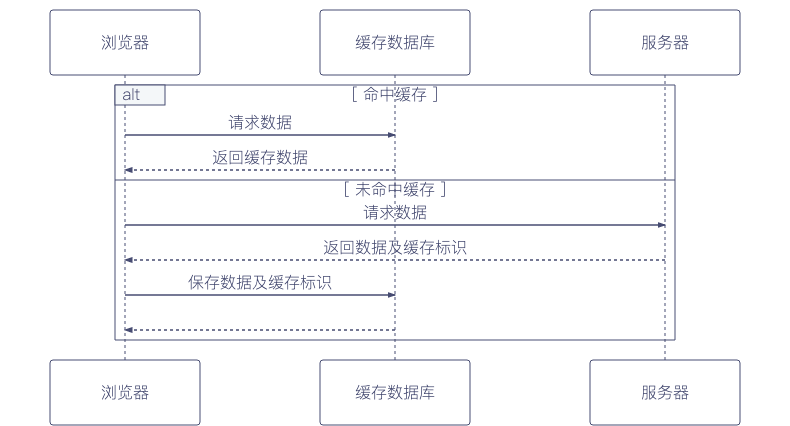 浏览器
缓存数据库
服务器
alt
[ 命中缓存 ]
请求数据
返回缓存数据
[ 未命中缓存 ]
请求数据
返回数据及缓存标识
保存数据及缓存标识
浏览器
缓存数据库
服务器